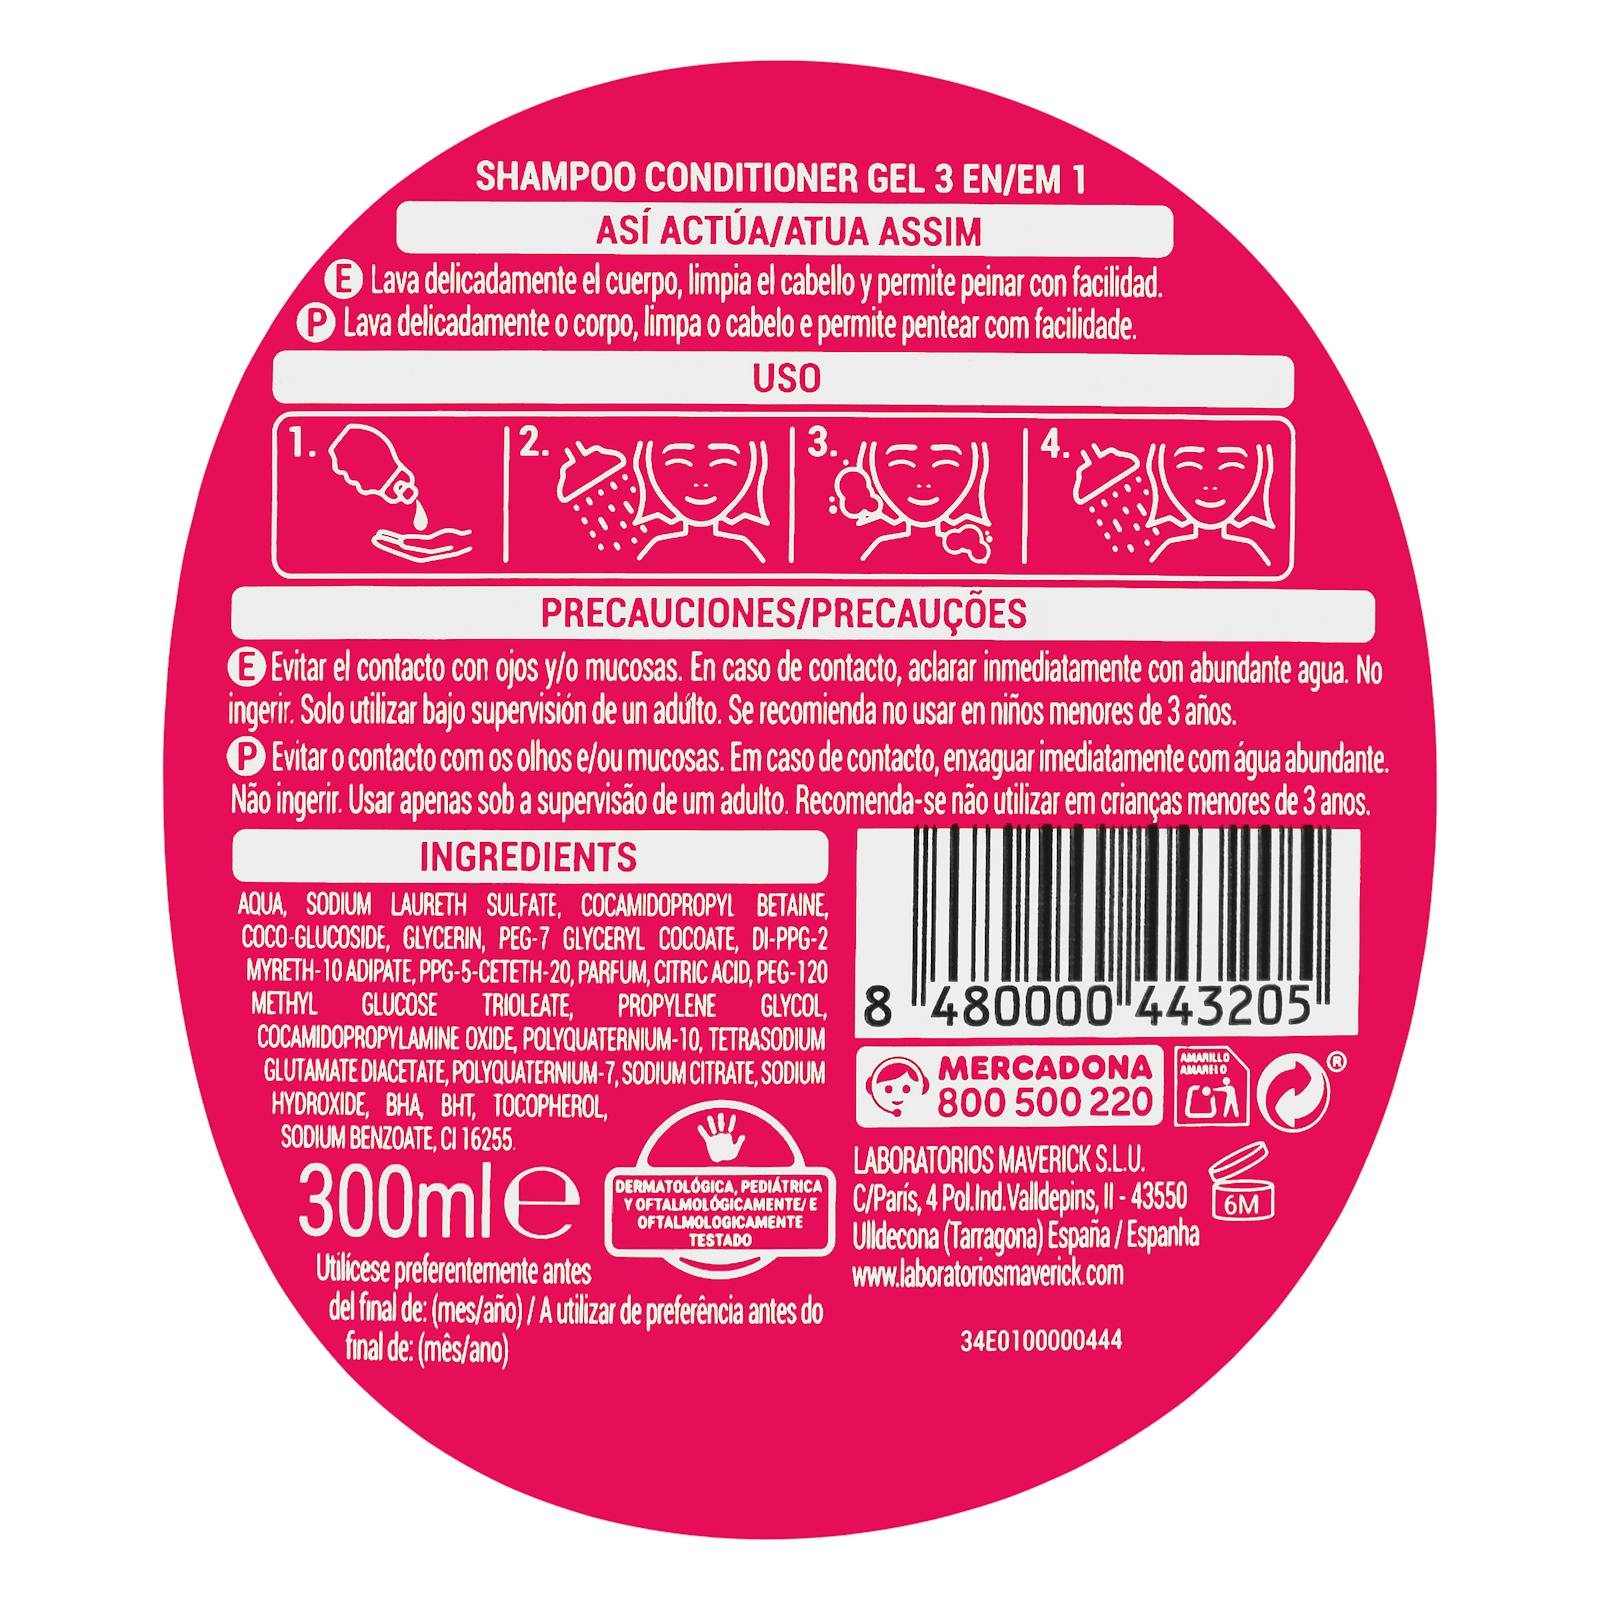 SHAMPOO CONDITIONER GEL 3 EN/EM 1
ASÍ ACTÚA/ATUA ASSIM
E Lava delicadamente el cuerpo, limpia el cabello y permite peinar con facilidad.
P Lava delicadamente o corpo, limpa o cabelo e permite pentear com facilidade.
USO
1. 2. 3. 4.
PRECAUCIONES/PRECAUÇÕES
E Evitar el contacto con ojos y/o mucosas. En caso de contacto, aclarar inmediatamente con abundante agua. No
ingerir. Solo utilizar bajo supervisión de un adulto. Se recomienda no usar en niños menores de 3 años.
P Evitar o contacto com os olhos e/ou mucosas. Em caso de contacto, enxaguar imediatamente com água abundante.
Não ingerir. Usar apenas sob a supervisão de um adulto. Recomenda-se não utilizar em crianças menores de 3 anos.
INGREDIENTS
AQUA, SODIUM LAURETH SULFATE, COCAMIDOPROPYL BETAINE,
COCO-GLUCOSIDE, GLYCERIN, PEG-7 GLYCERYL COCOATE, DI-PPG-2
MYRETH-10 ADIPATE, PPG-5-CETETH-20, PARFUM, CITRIC ACID, PEG-120
METHYL GLUCOSE TRIOLEATE, PROPYLENE GLYCOL,
COCAMIDOPROPYLAMINE OXIDE, POLYQUATERNIUM-10, TETRASODIUM
GLUTAMATE DIACETATE, POLYQUATERNIUM-7, SODIUM CITRATE, SODIUM
HYDROXIDE, BHA, BHT, TOCOPHEROL,
SODIUM BENZOATE, CI 16255.
300ml e
DERMATOLÓGICA, PEDIÁTRICA
Y OFTALMOLÓGICAMENTE/ E
OFTALMOLOGICAMENTE
TESTADO
Utilícese preferentemente antes
del final de: (mes/año) / A utilizar de preferência antes do
final de: (mês/ano)
8 480000 443205
MERCADONA
800 500 220
AMARILLO
AMARELO
®
LABORATORIOS MAVERICK S.L.U.
C/París, 4 Pol.Ind.Valldepins, II - 43550
Ulldecona (Tarragona) España / Espanha
www.laboratoriosmaverick.com
6M
34E0100000444